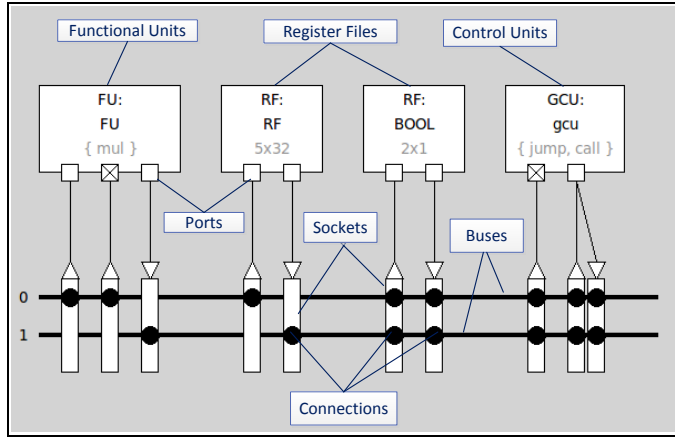 Functional Units
Register Files
Control Units
FU:
FU
{ mul }
RF:
RF
5x32
RF:
BOOL
2x1
GCU:
gcu
{ jump, call }
Ports
Sockets
Buses
0
1
Connections